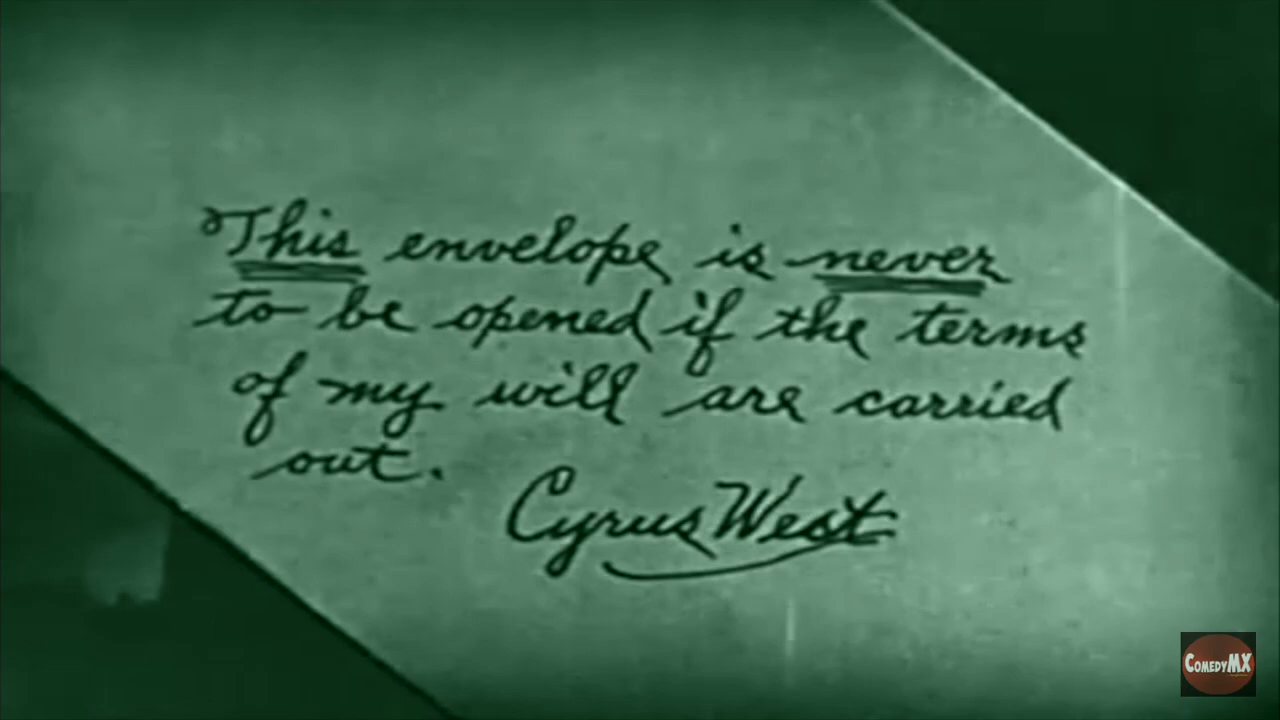 This envelope is never
to be opened if the terms
of my will are carried
out.
Cyrus West
COMEDYMX